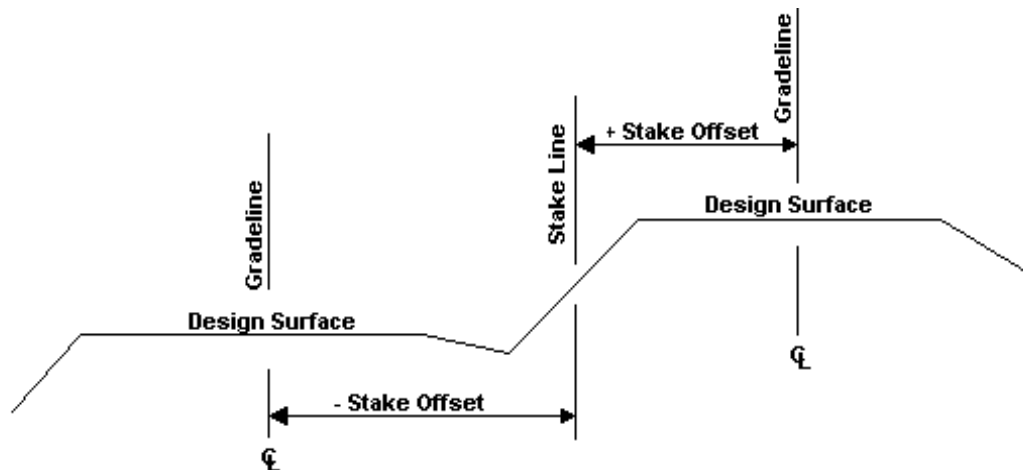 Gradeline
+ Stake Offset
Stake Line
Gradeline
Design Surface
Design Surface
℄
- Stake Offset
℄